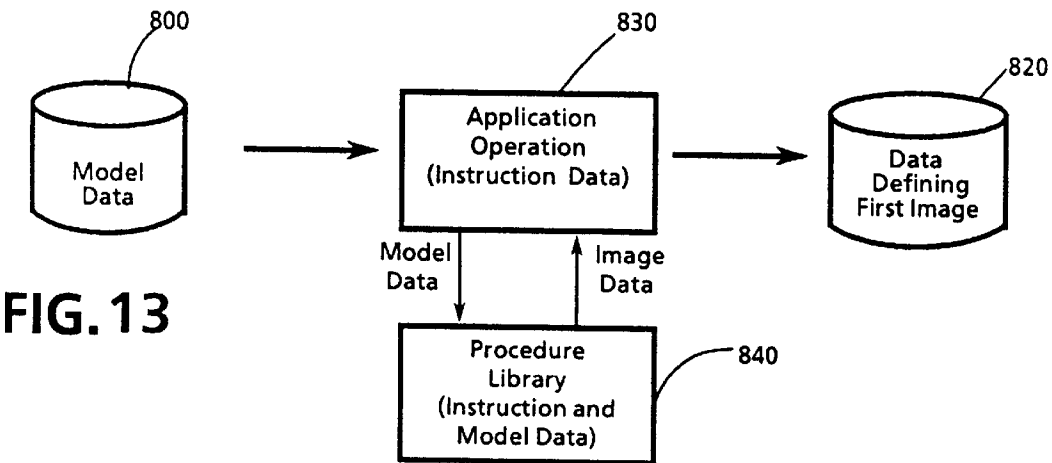 800
830
820
Model
Data
Application
Operation
(Instruction Data)
Data
Defining
First Image
Model
Data
Image
Data
FIG. 13
Procedure
Library
(Instruction and
Model Data)
840